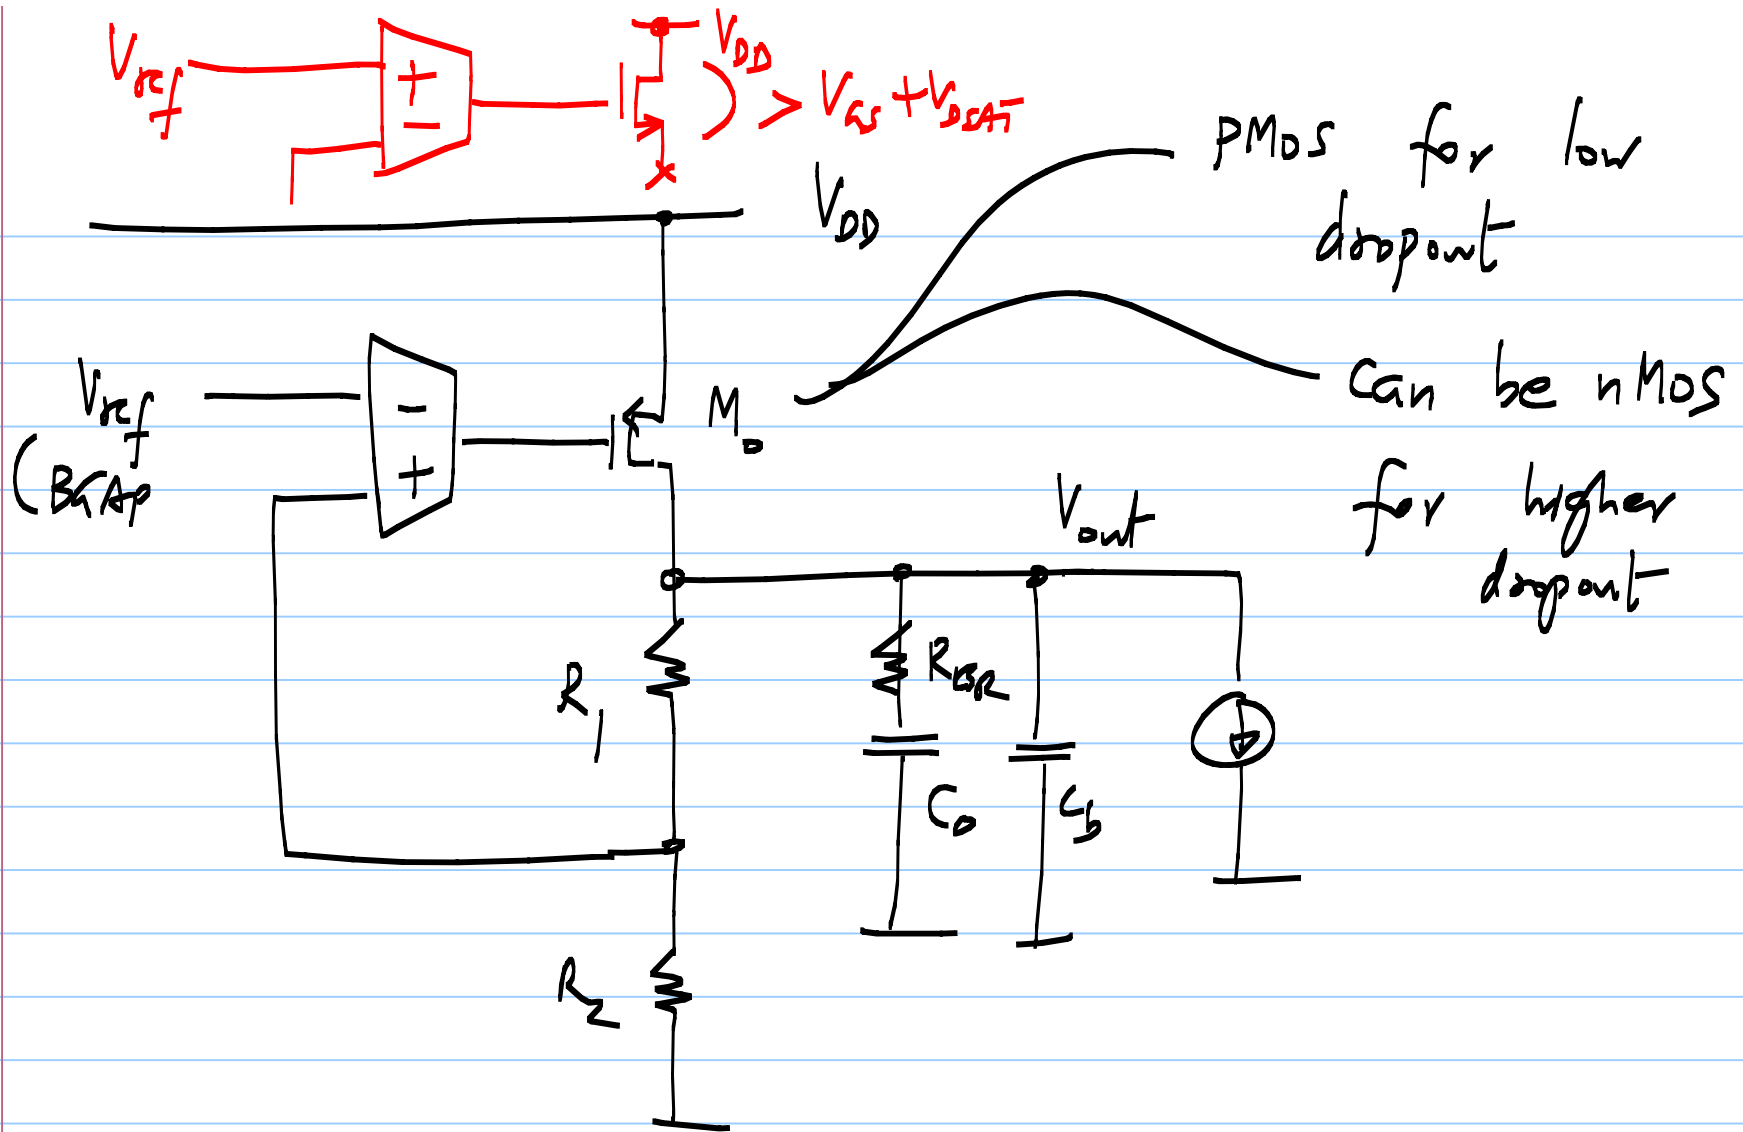 Vref
+
−
VDD
> VGS + VDSAT
PMOS for low
dropout
VDD
Vref
(BGAP
−
+
Mo
Can be nMOS
for higher
dropout
Vout
R1
RESR
Co
Cb
R2